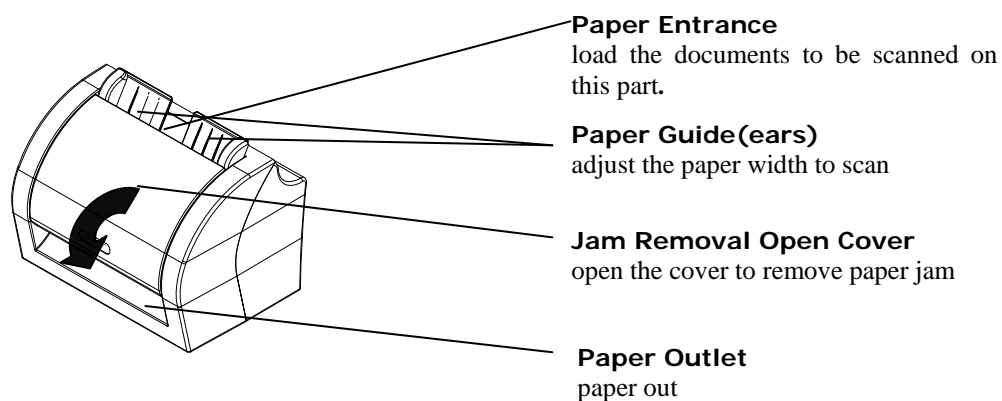 Paper Entrance
load the documents to be scanned on
this part.
Paper Guide(ears)
adjust the paper width to scan
Jam Removal Open Cover
open the cover to remove paper jam
Paper Outlet
paper out